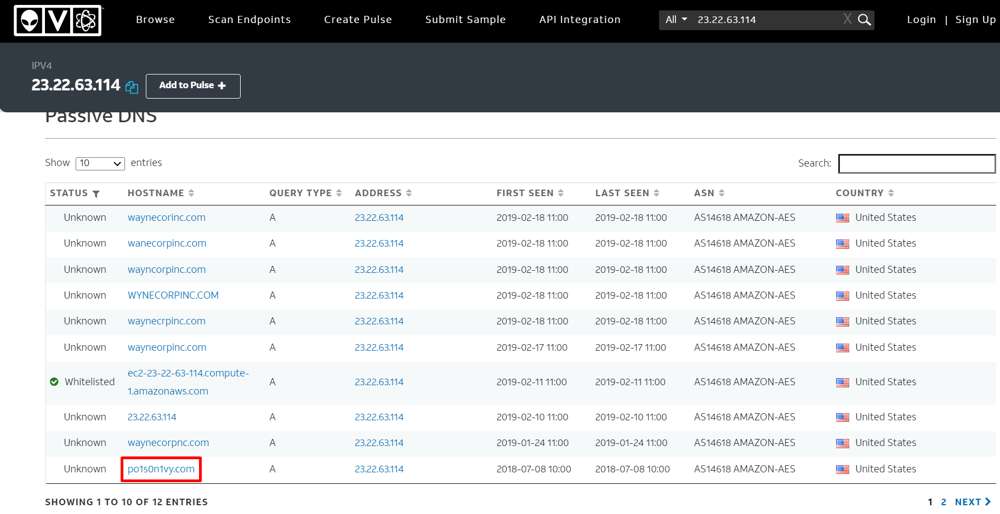 Browse Scan Endpoints Create Pulse Submit Sample API Integration All 23.22.63.114 X Login | Sign Up
IPV4
23.22.63.114 Add to Pulse +
Passive DNS
Show 10 entries Search:
STATUS HOSTNAME QUERY TYPE ADDRESS FIRST SEEN LAST SEEN ASN COUNTRY
Unknown waynecorinc.com A 23.22.63.114 2019-02-18 11:00 2019-02-18 11:00 AS14618 AMAZON-AES United States
Unknown wanecorpinc.com A 23.22.63.114 2019-02-18 11:00 2019-02-18 11:00 AS14618 AMAZON-AES United States
Unknown wayncorpinc.com A 23.22.63.114 2019-02-18 11:00 2019-02-18 11:00 AS14618 AMAZON-AES United States
Unknown WYNECORPINC.COM A 23.22.63.114 2019-02-18 11:00 2019-02-18 11:00 AS14618 AMAZON-AES United States
Unknown waynecrpinc.com A 23.22.63.114 2019-02-18 11:00 2019-02-18 11:00 AS14618 AMAZON-AES United States
Unknown wayneorpinc.com A 23.22.63.114 2019-02-17 11:00 2019-02-17 11:00 AS14618 AMAZON-AES United States
ec2-23-22-63-114.compute-
Whitelisted A 23.22.63.114 2019-02-11 11:00 2019-02-11 11:00 AS14618 AMAZON-AES United States
1.amazonaws.com
Unknown 23.22.63.114 A 23.22.63.114 2019-02-10 11:00 2019-02-10 11:00 AS14618 AMAZON-AES United States
Unknown waynecorpnc.com A 23.22.63.114 2019-01-24 11:00 2019-01-24 11:00 AS14618 AMAZON-AES United States
Unknown po1s0n1vy.com A 23.22.63.114 2018-07-08 10:00 2018-07-08 10:00 AS14618 AMAZON-AES United States
SHOWING 1 TO 10 OF 12 ENTRIES 1 2 NEXT